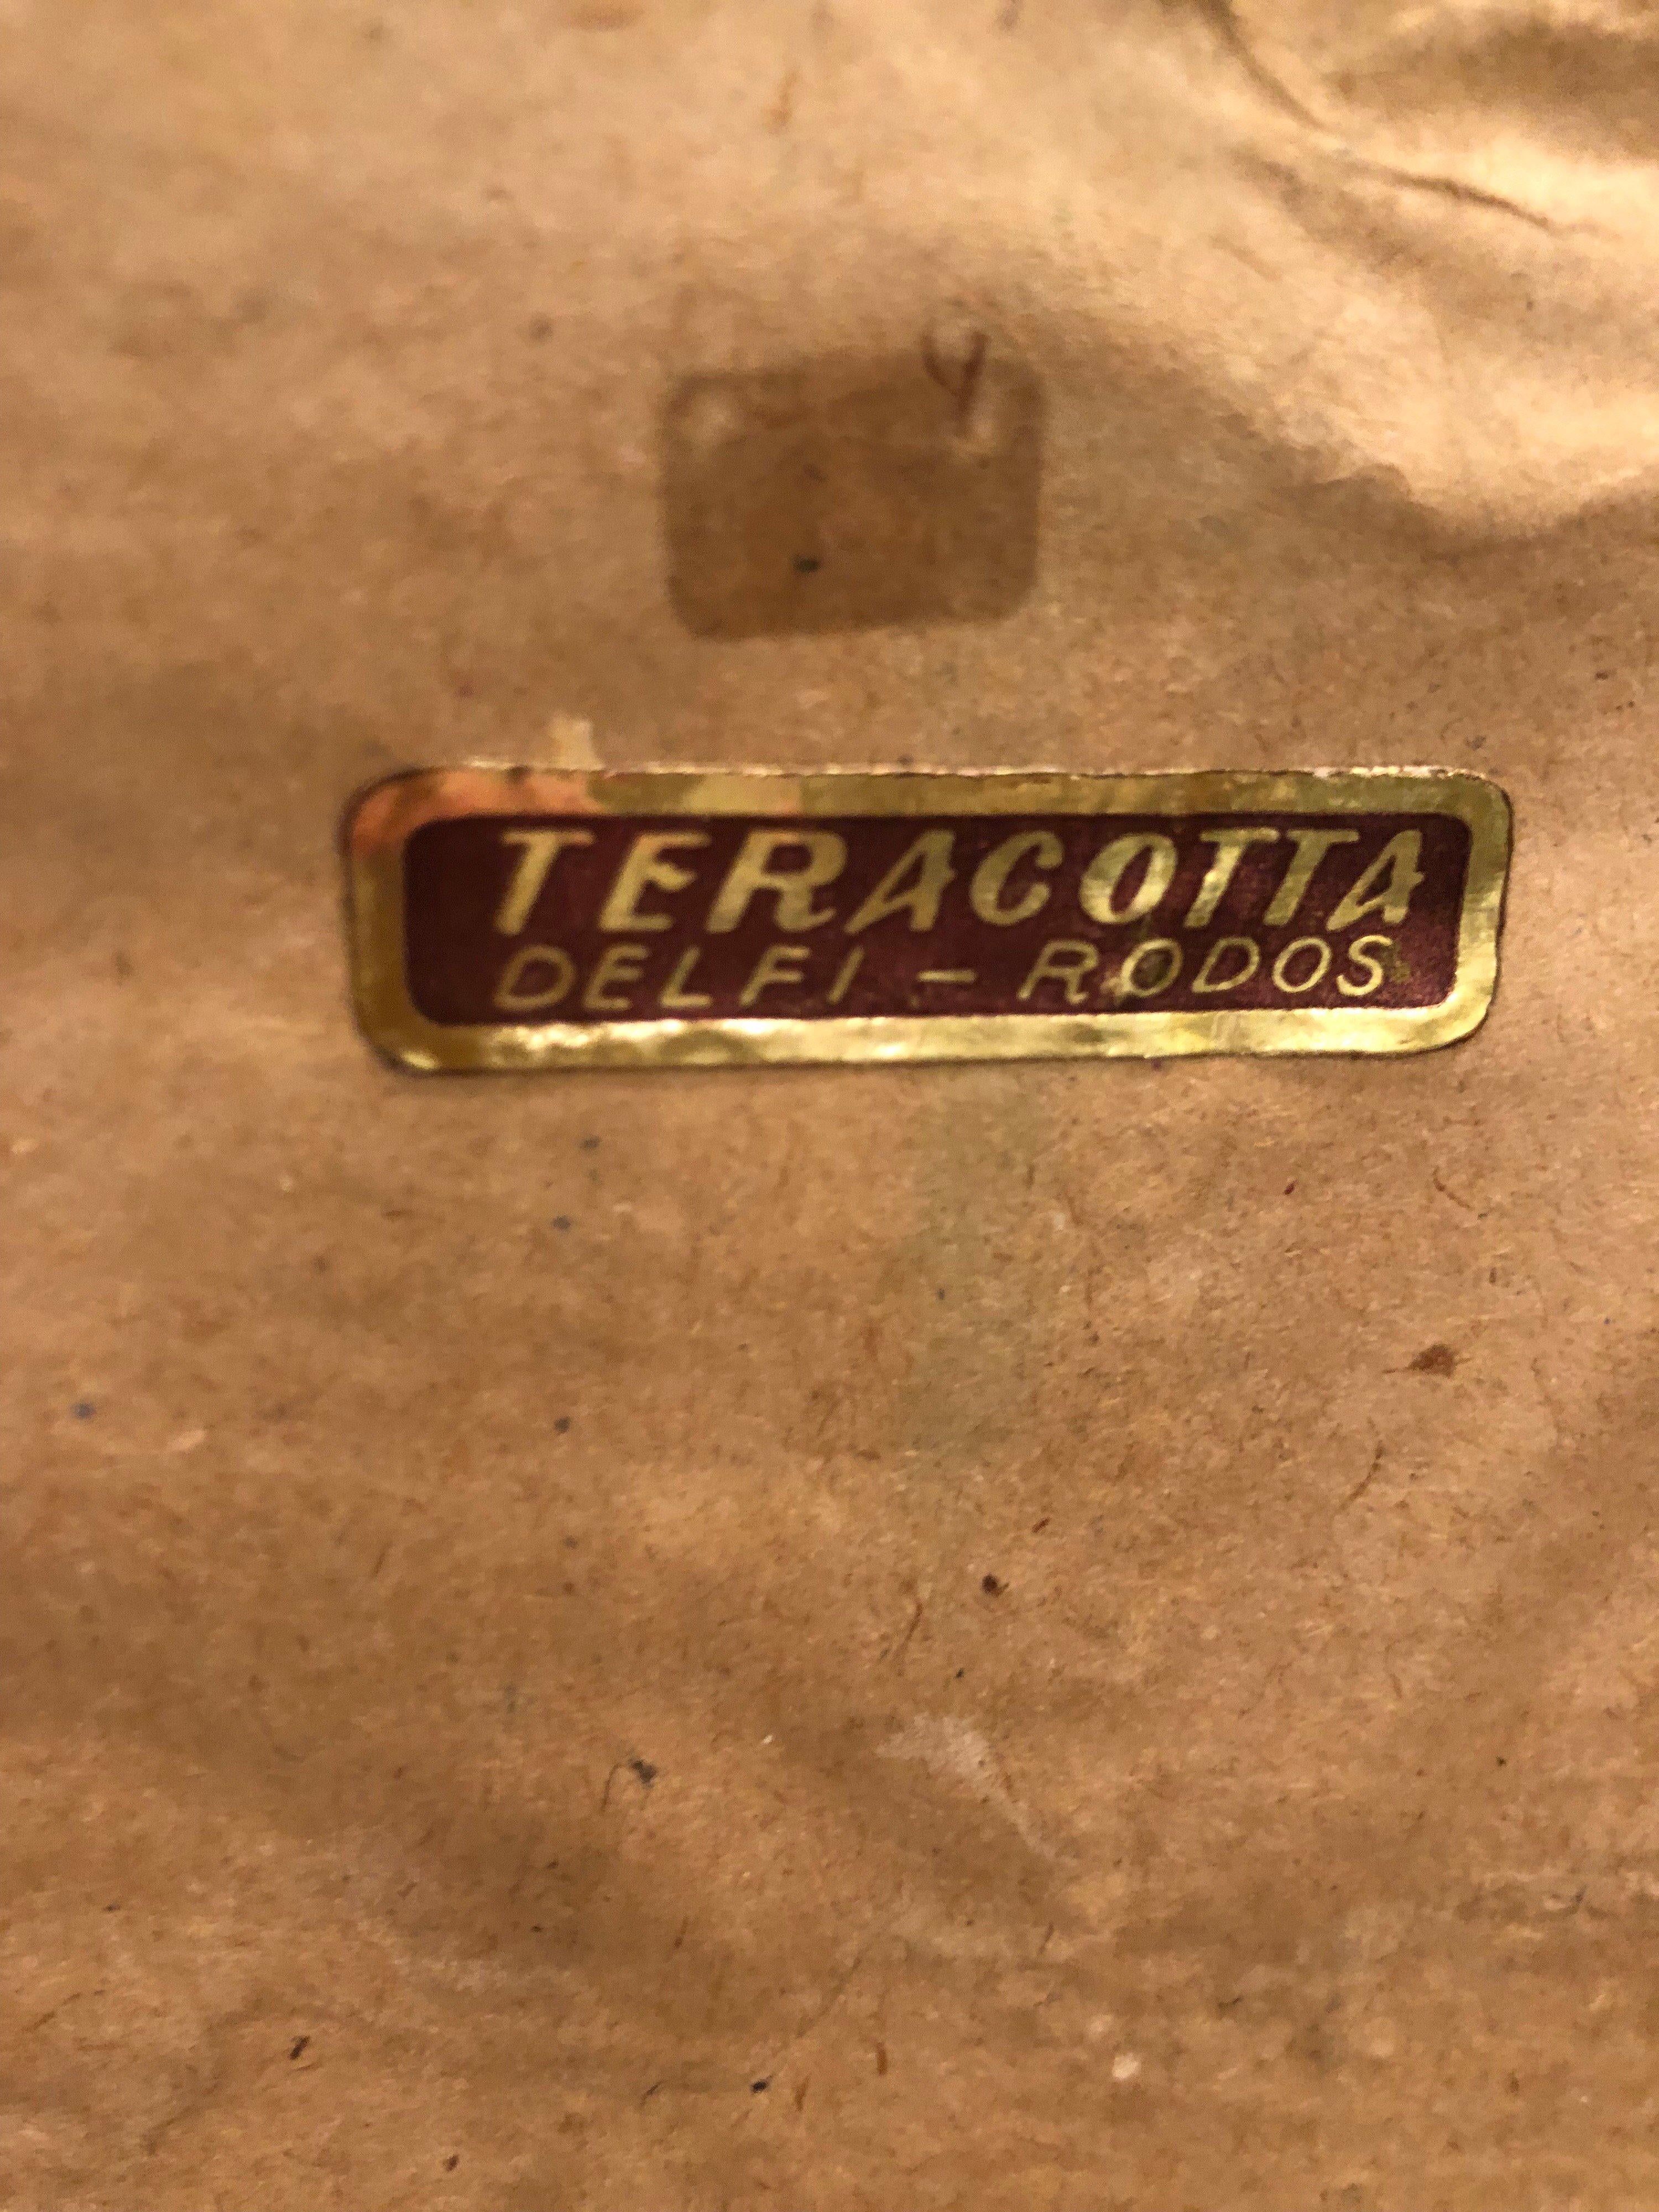 TERACOTTA
DELFI - RODOS